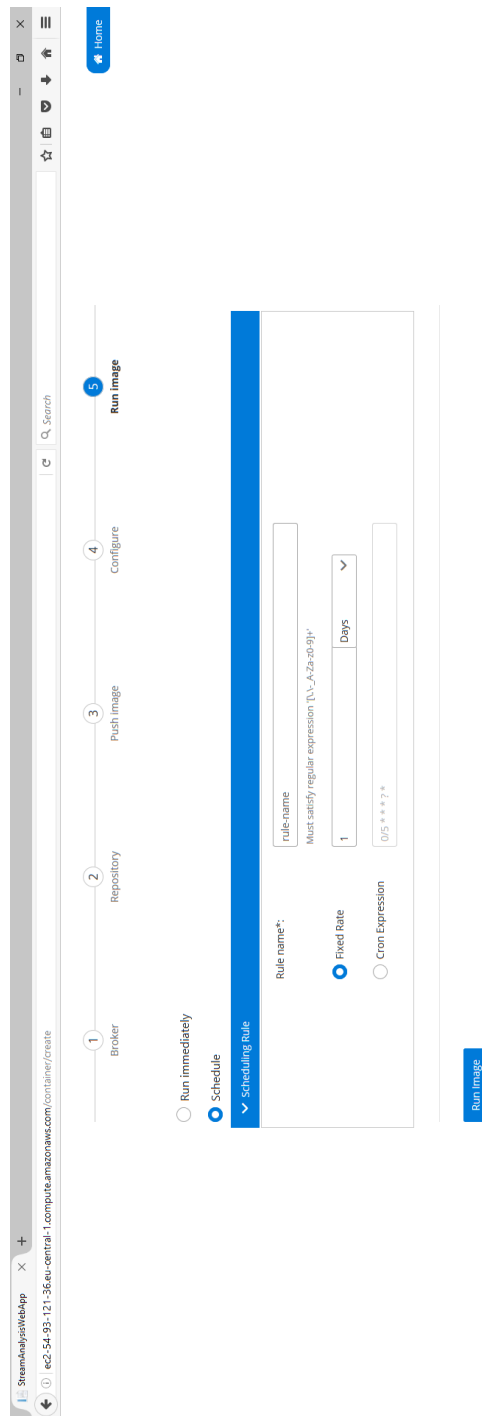 StreamAnalysisWebApp
ec2-54-93-121-36.eu-central-1.compute.amazonaws.com/container/create
Search
Home
1 2 3 4 5
Broker Repository Push image Configure Run image
Run immediately
Schedule
Scheduling Rule
Rule name*: rule-name
Must satisfy regular expression '[\.\-_A-Za-z0-9]+'
Fixed Rate 1 Days
Cron Expression 0/5 * * * ? *
Run Image